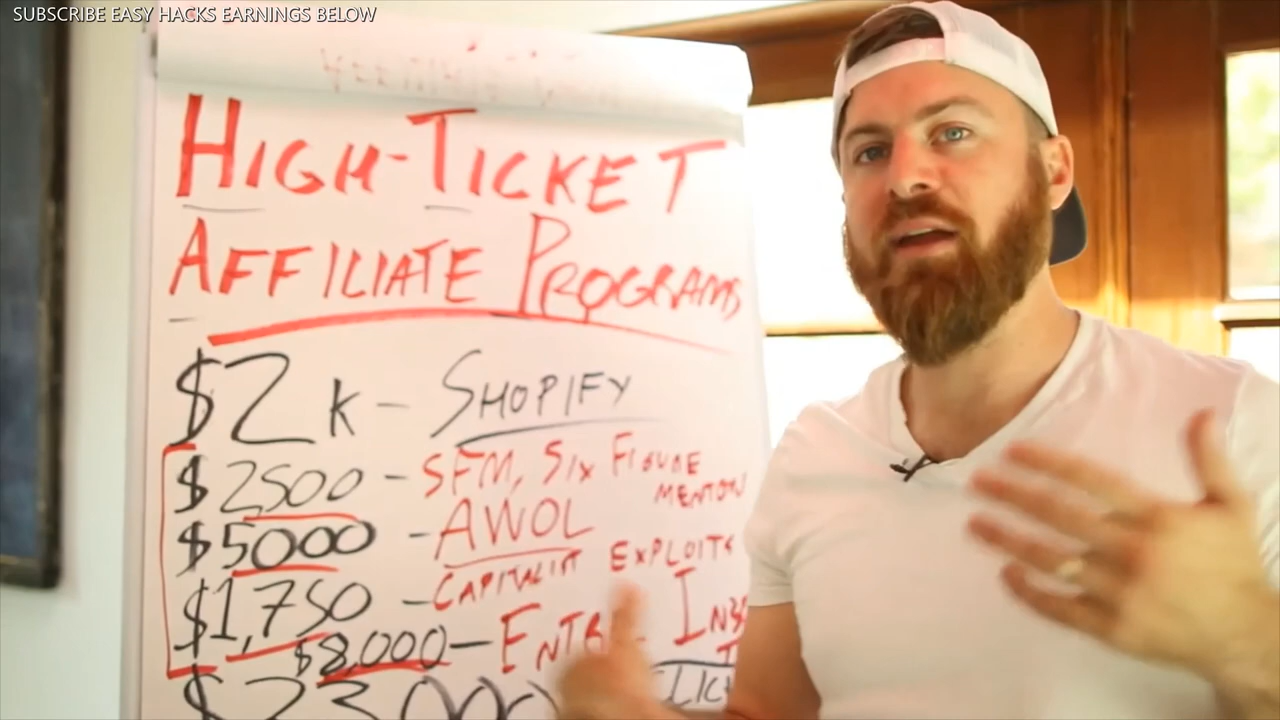 SUBSCRIBE EASY HACKS EARNINGS BELOW
HIGH-TICKET
AFFILIATE PROGRAMS
$2K - SHOPIFY
$2500 - SFM, SIX FIGURE
MENTORS
$5000 - AWOL
$1,750 - CAPITALIST EXPLOITS
$8,000 - ENTR